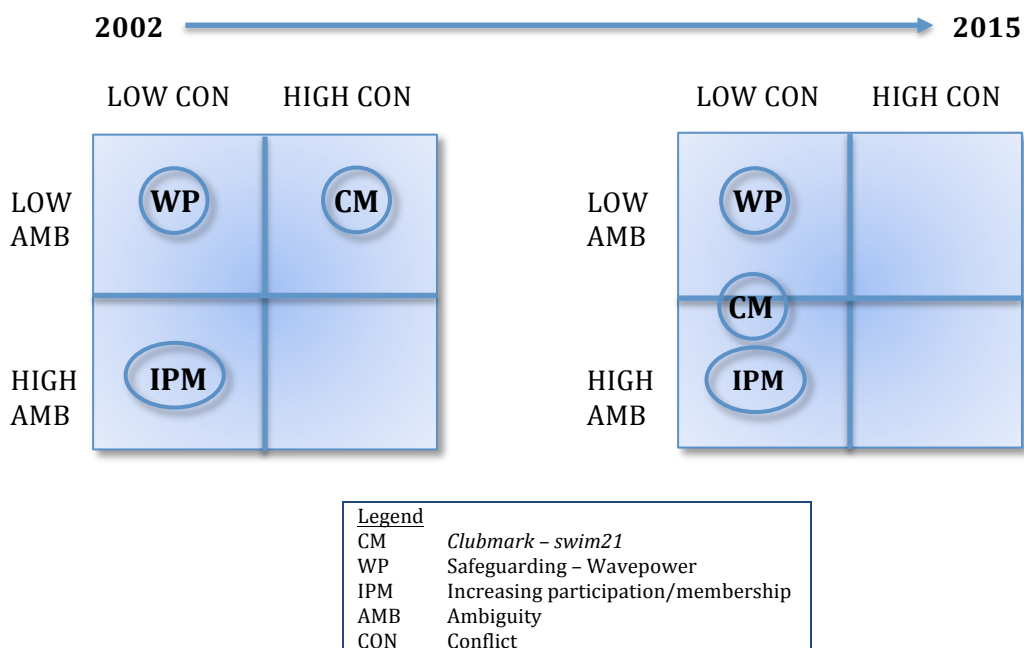 2002 2015
LOW CON HIGH CON LOW CON HIGH CON
LOW AMB WP CM LOW AMB WP
CM
HIGH AMB IPM HIGH AMB IPM
Legend
CM Clubmark – swim21
WP Safeguarding – Wavepower
IPM Increasing participation/membership
AMB Ambiguity
CON Conflict